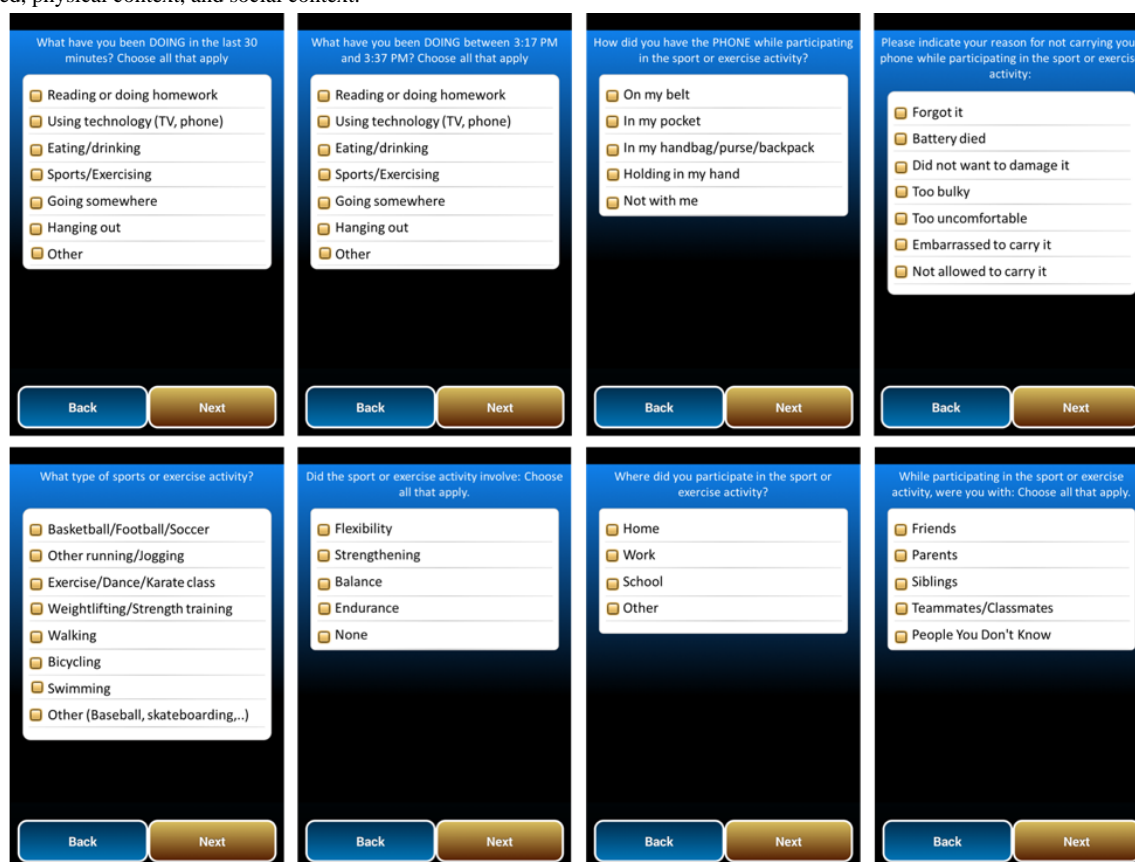 ed, physical context, and social context.
What have you been DOING in the last 30
minutes? Choose all that apply
Reading or doing homework
Using technology (TV, phone)
Eating/drinking
Sports/Exercising
Going somewhere
Hanging out
Other
Back
Next
What have you been DOING between 3:17 PM
and 3:37 PM? Choose all that apply
Reading or doing homework
Using technology (TV, phone)
Eating/drinking
Sports/Exercising
Going somewhere
Hanging out
Other
Back
Next
How did you have the PHONE while participating
in the sport or exercise activity?
On my belt
In my pocket
In my handbag/purse/backpack
Holding in my hand
Not with me
Back
Next
Please indicate your reason for not carrying you
phone while participating in the sport or exercis
activity:
Forgot it
Battery died
Did not want to damage it
Too bulky
Too uncomfortable
Embarrassed to carry it
Not allowed to carry it
Back
Next
What type of sports or exercise activity?
Basketball/Football/Soccer
Other running/Jogging
Exercise/Dance/Karate class
Weightlifting/Strength training
Walking
Bicycling
Swimming
Other (Baseball, skateboarding,..)
Back
Next
Did the sport or exercise activity involve: Choose
all that apply.
Flexibility
Strengthening
Balance
Endurance
None
Back
Next
Where did you participate in the sport or
exercise activity?
Home
Work
School
Other
Back
Next
While participating in the sport or exercise
activity, were you with: Choose all that apply.
Friends
Parents
Siblings
Teammates/Classmates
People You Don't Know
Back
Next